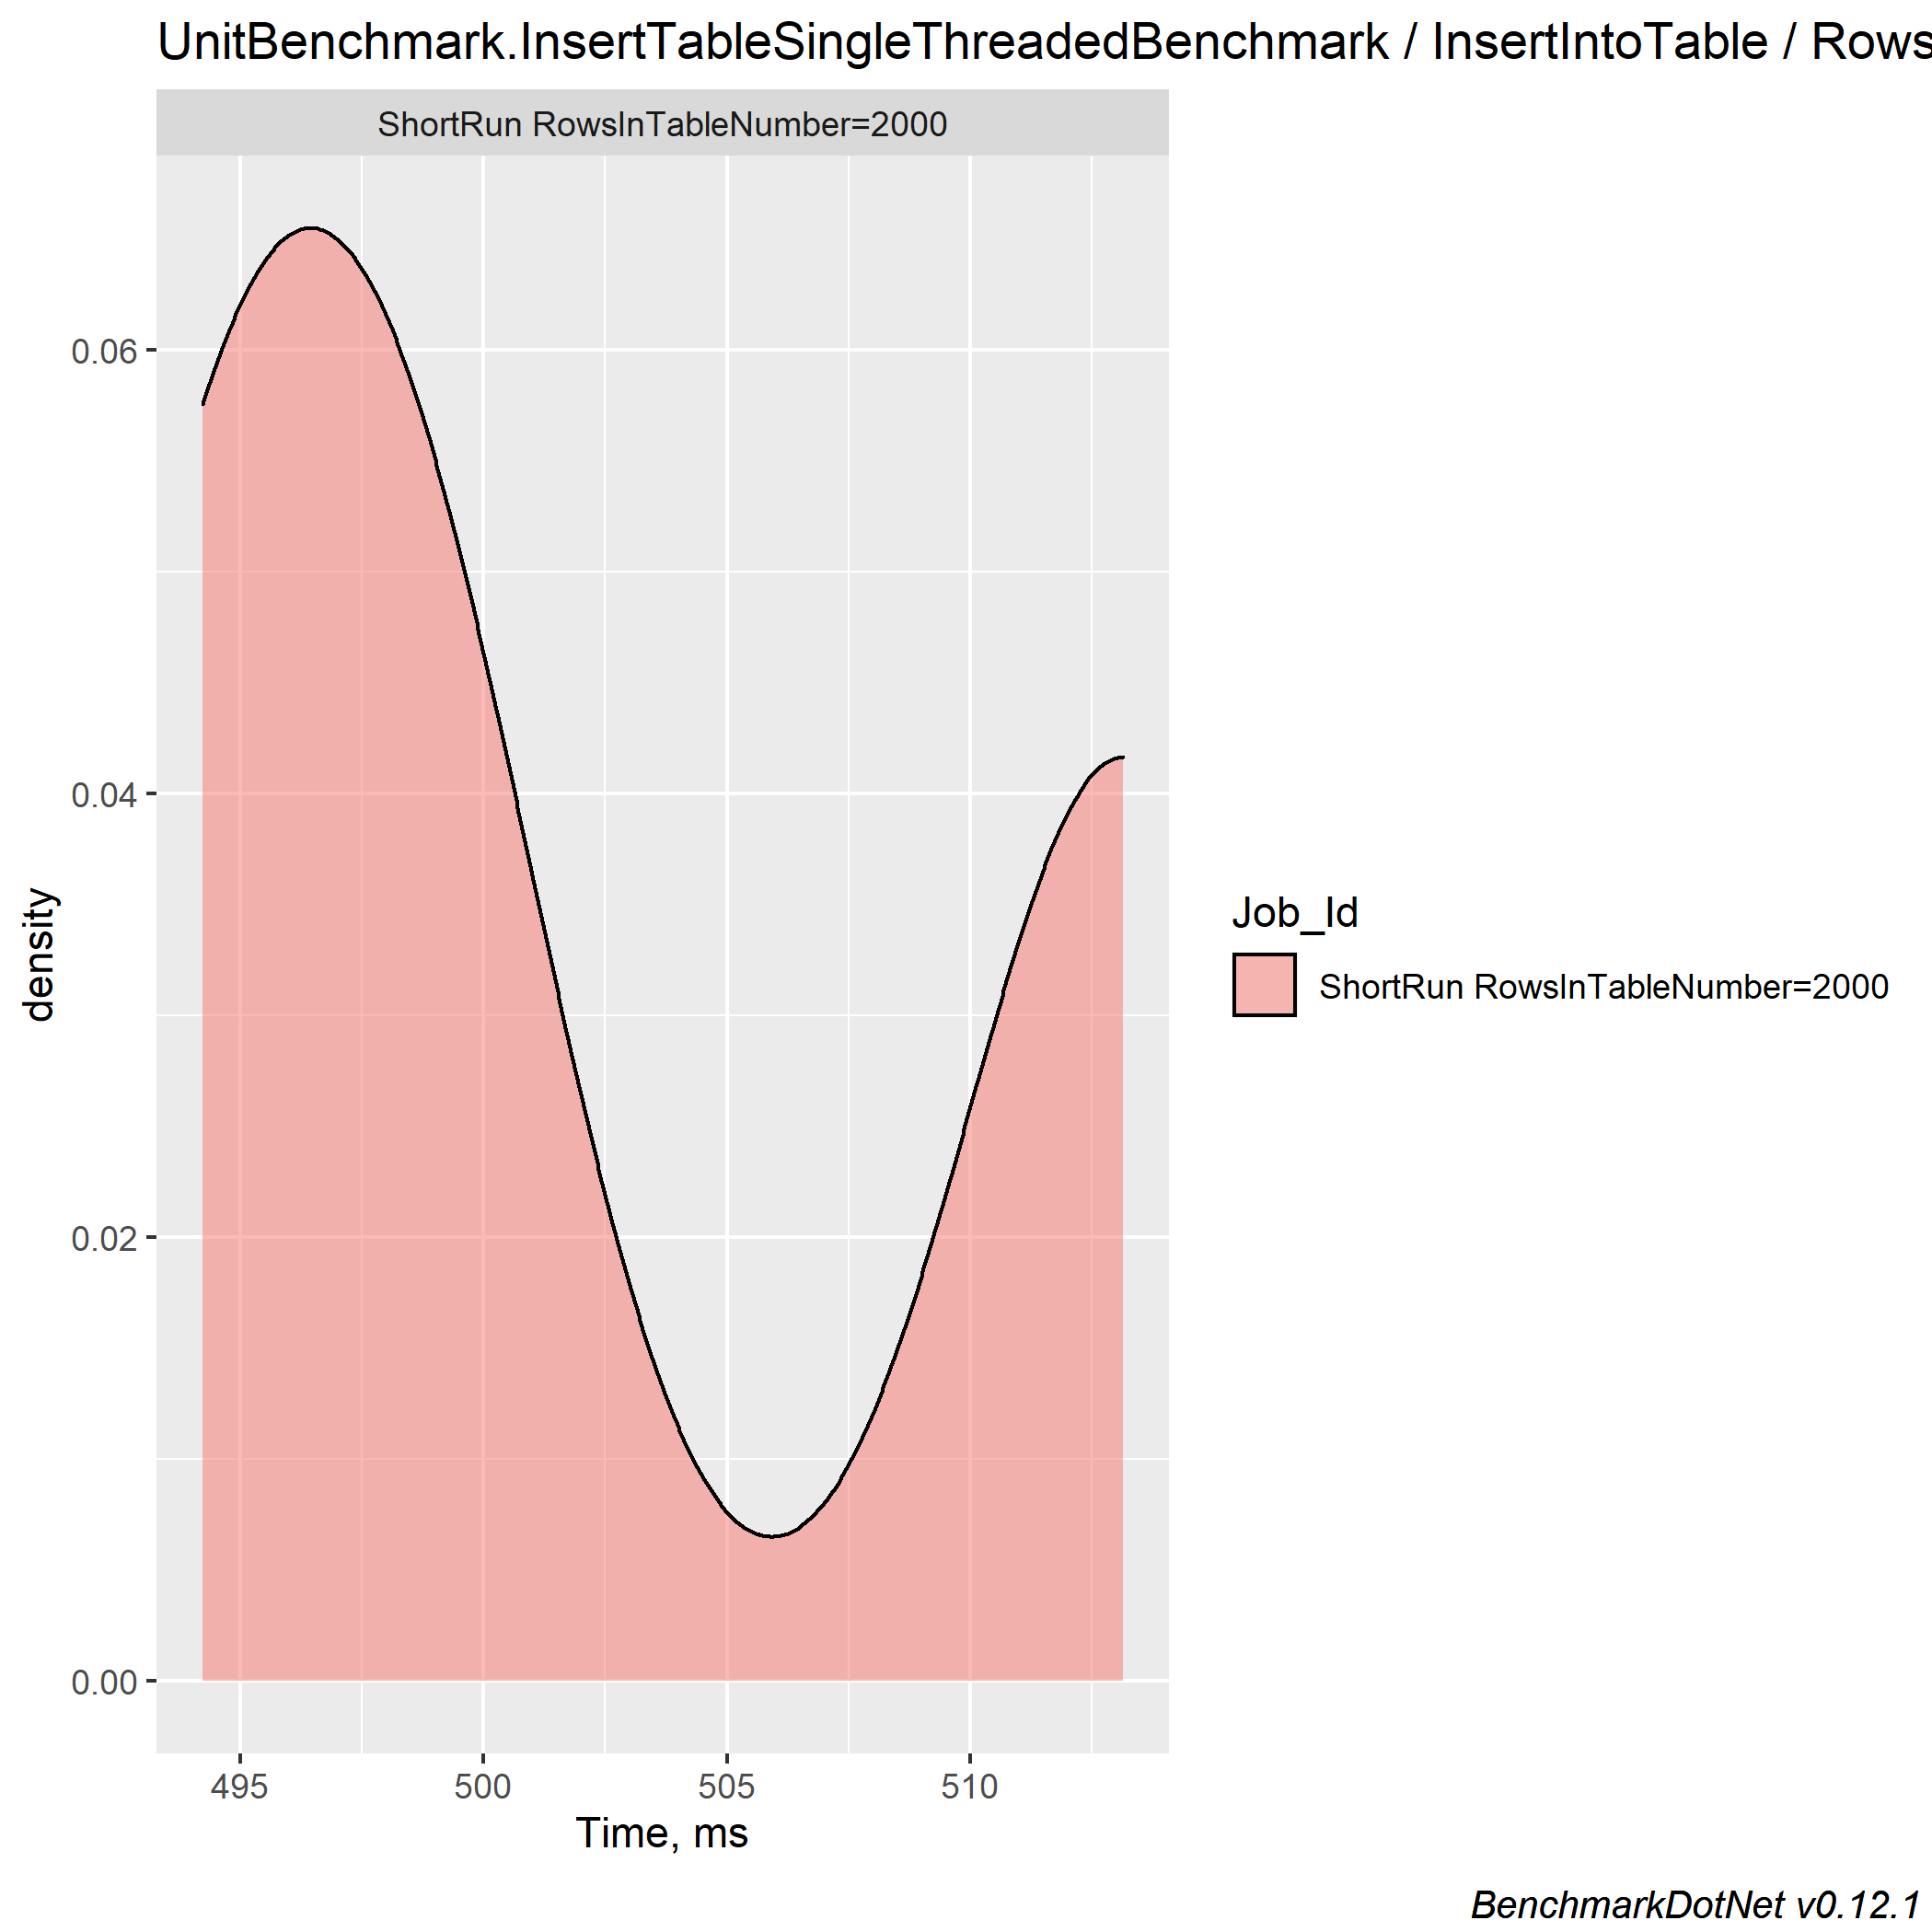 UnitBenchmark.InsertTableSingleThreadedBenchmark / InsertIntoTable / Rows
ShortRun RowsInTableNumber=2000
0.06
0.04
0.02
0.00
density
495 500 505 510
Time, ms
Job_Id
ShortRun RowsInTableNumber=2000
BenchmarkDotNet v0.12.1